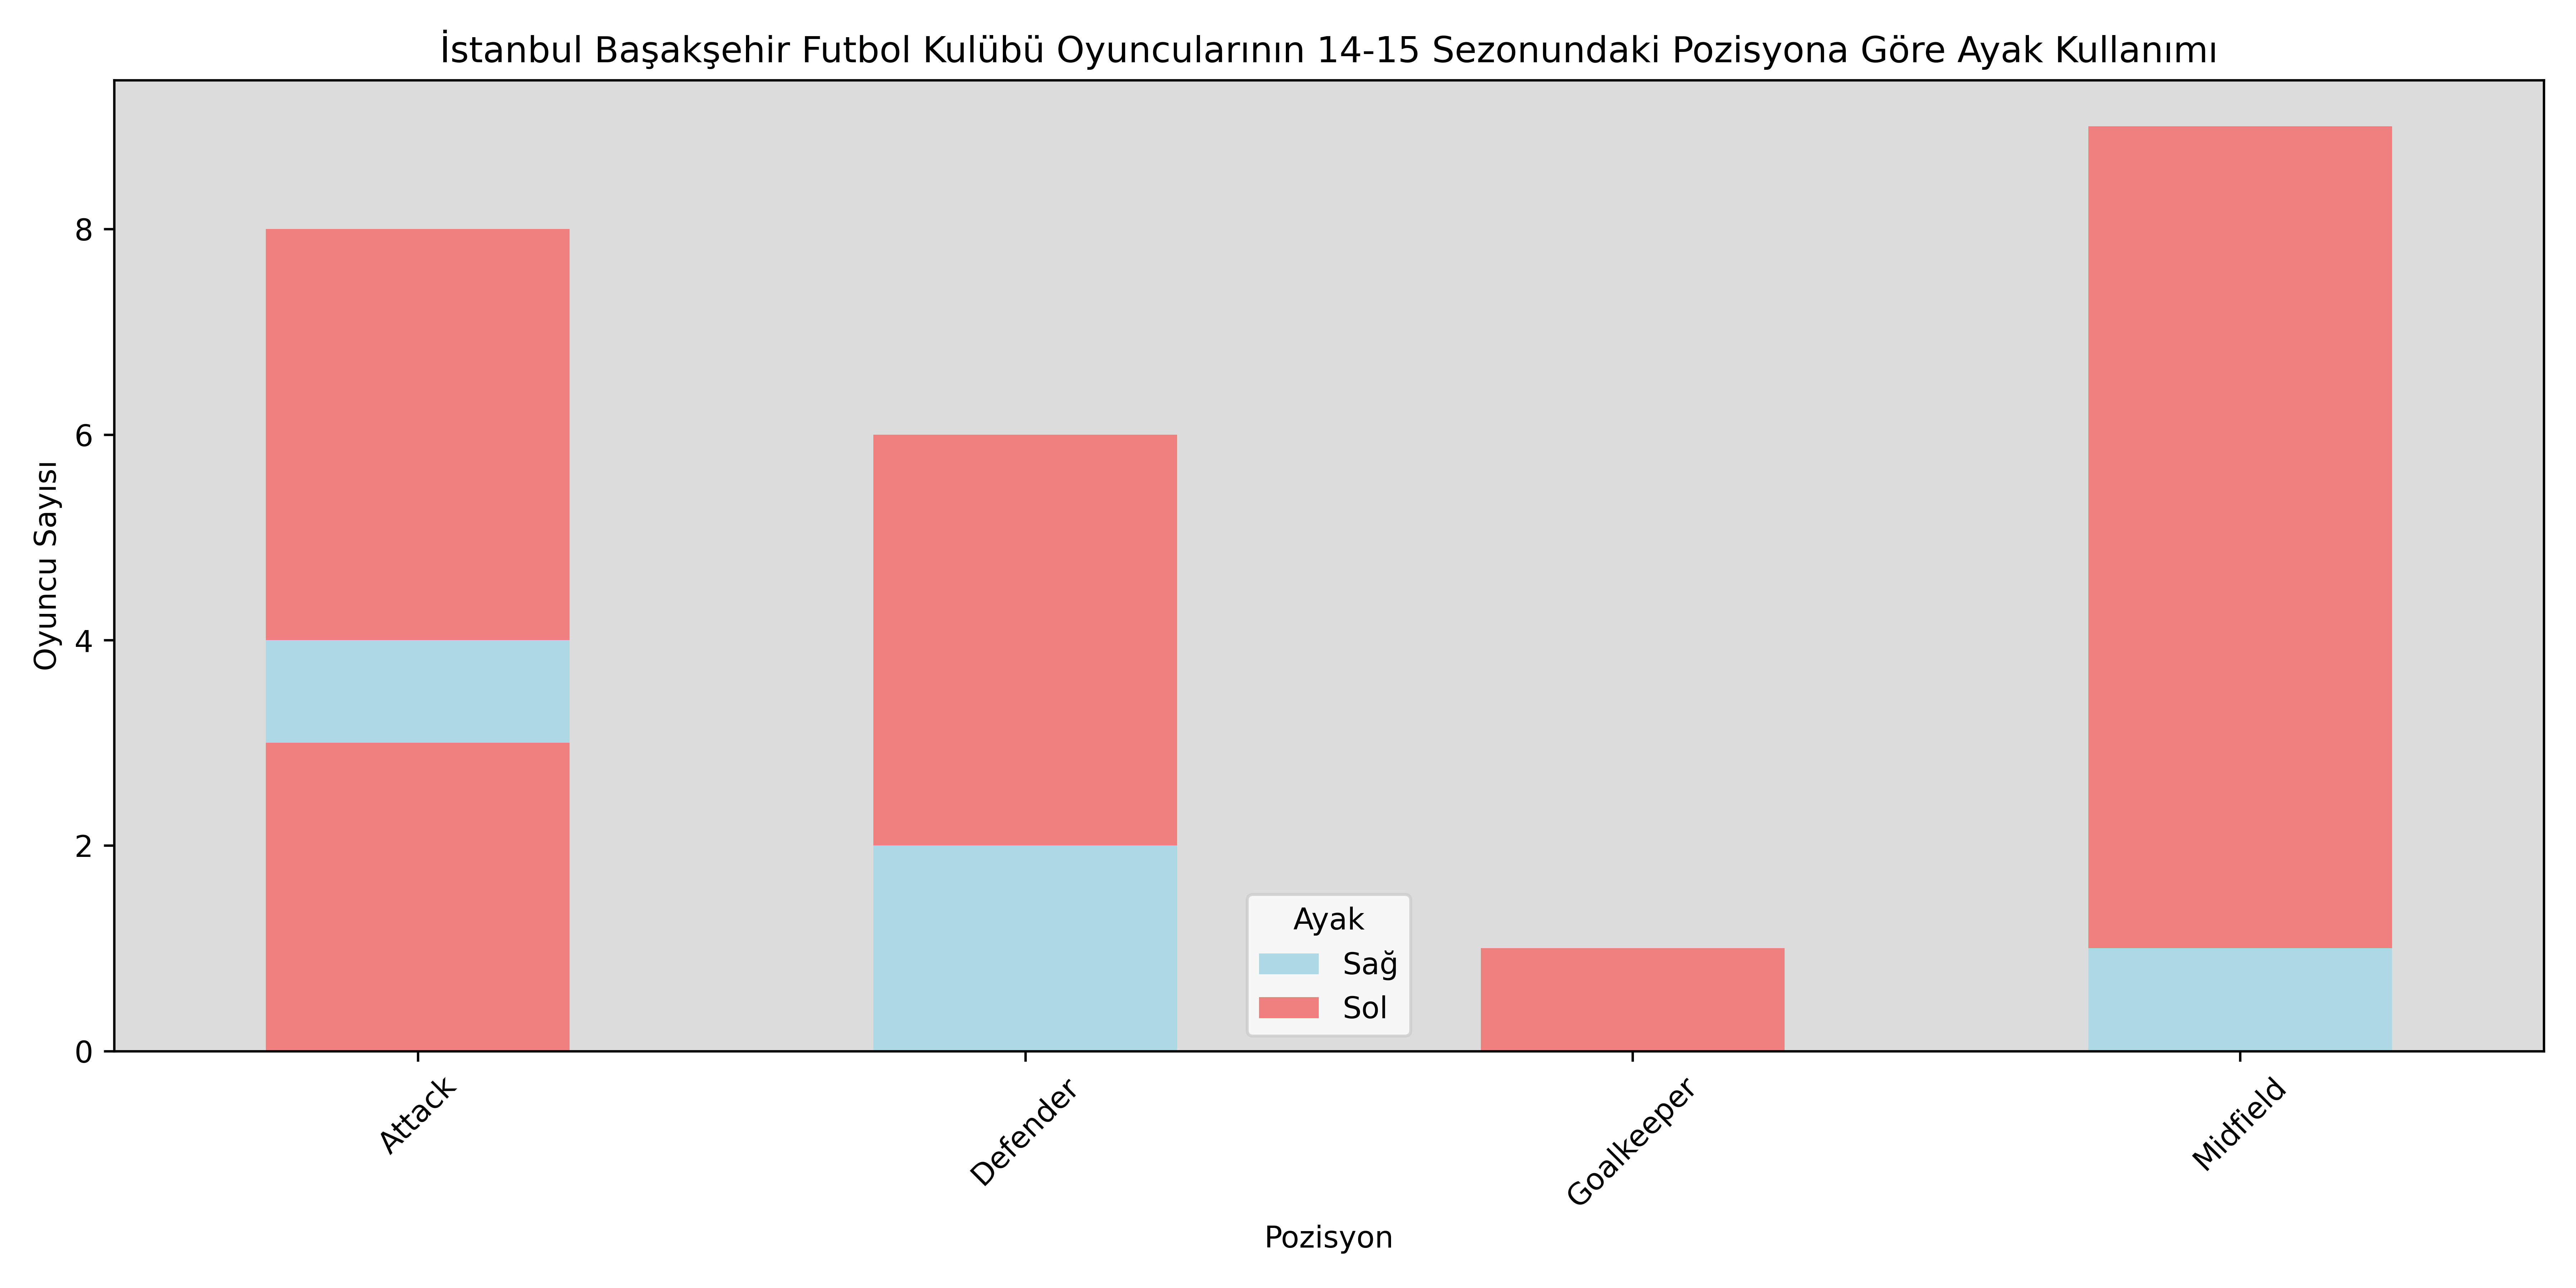 İstanbul Başakşehir Futbol Kulübü Oyuncularının 14-15 Sezonundaki Pozisyona Göre Ayak Kullanımı
Oyuncu Sayısı
8
6
4
2
0
Ayak
Sağ
Sol
Attack
Defender
Goalkeeper
Midfield
Pozisyon